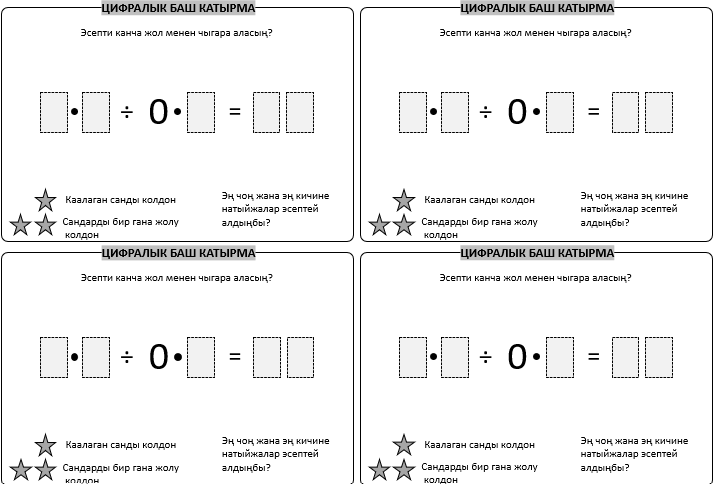 ЦИФРАЛЫК БАШ КАТЫРМА
Эсепти канча жол менен чыгара аласың?
• ÷ 0 • =
Каалаган санды колдон
Сандарды бир гана жолу
колдон
Эң чоң жана эң кичине
натыйжалар эсептей
алдыңбы?
ЦИФРАЛЫК БАШ КАТЫРМА
Эсепти канча жол менен чыгара аласың?
• ÷ 0 • =
Каалаган санды колдон
Сандарды бир гана жолу
колдон
Эң чоң жана эң кичине
натыйжалар эсептей
алдыңбы?
ЦИФРАЛЫК БАШ КАТЫРМА
Эсепти канча жол менен чыгара аласың?
• ÷ 0 • =
Каалаган санды колдон
Сандарды бир гана жолу
колдон
Эң чоң жана эң кичине
натыйжалар эсептей
алдыңбы?
ЦИФРАЛЫК БАШ КАТЫРМА
Эсепти канча жол менен чыгара аласың?
• ÷ 0 • =
Каалаган санды колдон
Сандарды бир гана жолу
колдон
Эң чоң жана эң кичине
натыйжалар эсептей
алдыңбы?